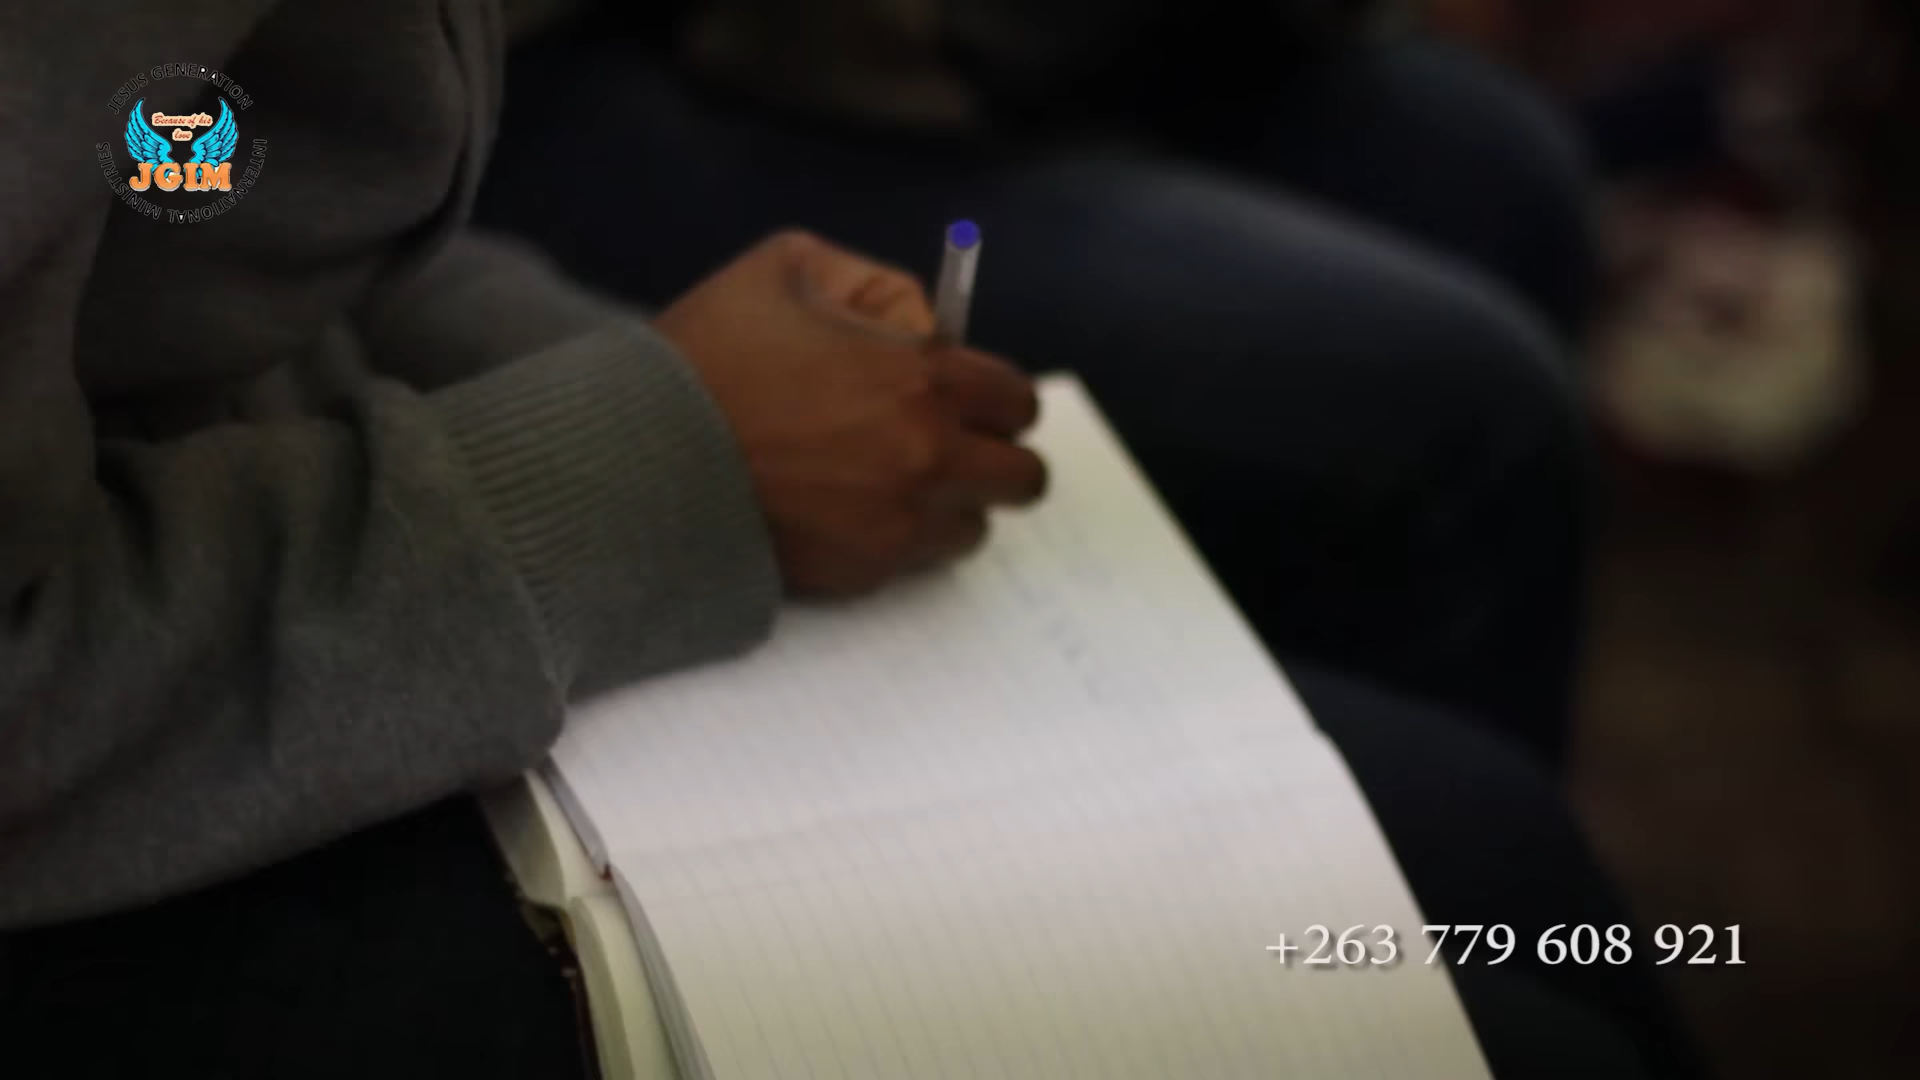 JESUS GENERATION
INTERNATIONAL MINISTRIES
Because of his
love
JGIM
+263 779 608 921